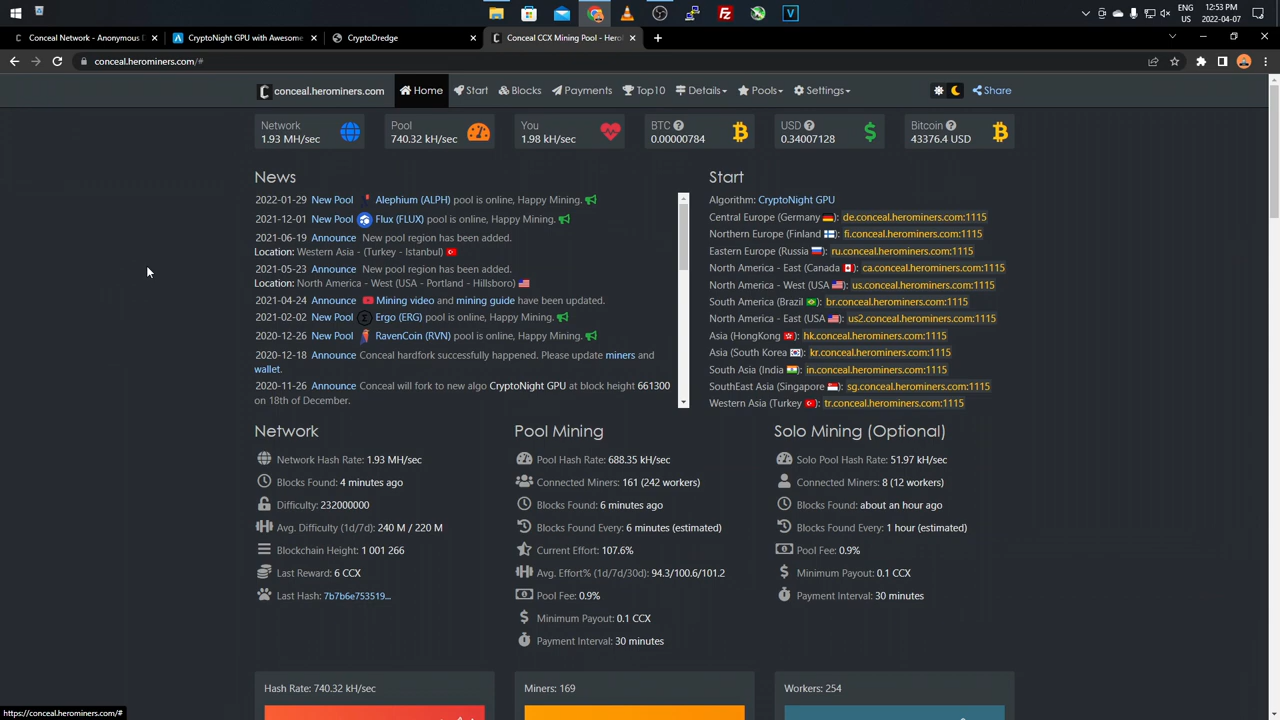 12:53 PM
ENG
US
2022-04-07
Conceal Network - Anonymous D
CryptoNight GPU with Awesome
CryptoDredge
Conceal CCX Mining Pool - HeroI
conceal.herominers.com/#
conceal.herominers.com
Home
Start
Blocks
Payments
Top10
Details
Pools
Settings
Share
Network
1.93 MH/sec
Pool
740.32 kH/sec
You
1.98 kH/sec
BTC
0.00000784
USD
0.34007128
Bitcoin
43376.4 USD
News
2022-01-29 New Pool Alephium (ALPH) pool is online, Happy Mining.
2021-12-01 New Pool Flux (FLUX) pool is online, Happy Mining.
2021-06-19 Announce New pool region has been added.
Location: Western Asia - (Turkey - Istanbul)
2021-05-23 Announce New pool region has been added.
Location: North America - West (USA - Portland - Hillsboro)
2021-04-24 Announce Mining video and mining guide have been updated.
2021-02-02 New Pool Ergo (ERG) pool is online, Happy Mining.
2020-12-26 New Pool RavenCoin (RVN) pool is online, Happy Mining.
2020-12-18 Announce Conceal hardfork successfully happened. Please update miners and
wallet.
2020-11-26 Announce Conceal will fork to new algo CryptoNight GPU at block height 661300
on 18th of December.
Start
Algorithm: CryptoNight GPU
Central Europe (Germany): de.conceal.herominers.com:1115
Northern Europe (Finland): fi.conceal.herominers.com:1115
Eastern Europe (Russia): ru.conceal.herominers.com:1115
North America - East (Canada): ca.conceal.herominers.com:1115
North America - West (USA): us.conceal.herominers.com:1115
South America (Brazil): br.conceal.herominers.com:1115
North America - East (USA): us2.conceal.herominers.com:1115
Asia (HongKong): hk.conceal.herominers.com:1115
Asia (South Korea): kr.conceal.herominers.com:1115
South Asia (India): in.conceal.herominers.com:1115
SouthEast Asia (Singapore): sg.conceal.herominers.com:1115
Western Asia (Turkey): tr.conceal.herominers.com:1115
Network
Network Hash Rate: 1.93 MH/sec
Blocks Found: 4 minutes ago
Difficulty: 232000000
Avg. Difficulty (1d/7d): 240 M / 220 M
Blockchain Height: 1 001 266
Last Reward: 6 CCX
Last Hash: 7b7b6e753519...
Pool Mining
Pool Hash Rate: 688.35 kH/sec
Connected Miners: 161 (242 workers)
Blocks Found: 6 minutes ago
Blocks Found Every: 6 minutes (estimated)
Current Effort: 107.6%
Avg. Effort% (1d/7d/30d): 94.3/100.6/101.2
Pool Fee: 0.9%
Minimum Payout: 0.1 CCX
Payment Interval: 30 minutes
Solo Mining (Optional)
Solo Pool Hash Rate: 51.97 kH/sec
Connected Miners: 8 (12 workers)
Blocks Found: about an hour ago
Blocks Found Every: 1 hour (estimated)
Pool Fee: 0.9%
Minimum Payout: 0.1 CCX
Payment Interval: 30 minutes
Hash Rate: 740.32 kH/sec
Miners: 169
Workers: 254
https://conceal.herominers.com/#